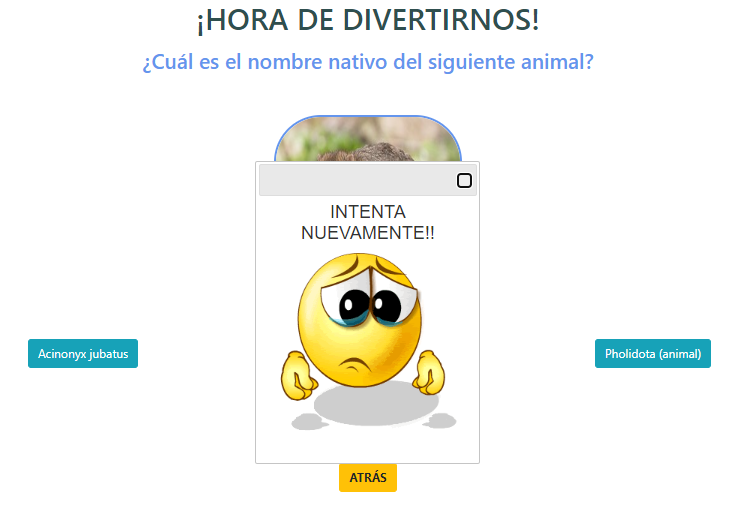 ¡HORA DE DIVERTIRNOS!
¿Cuál es el nombre nativo del siguiente animal?
INTENTA
NUEVAMENTE!!
Acinonyx jubatus
Pholidota (animal)
ATRÁS